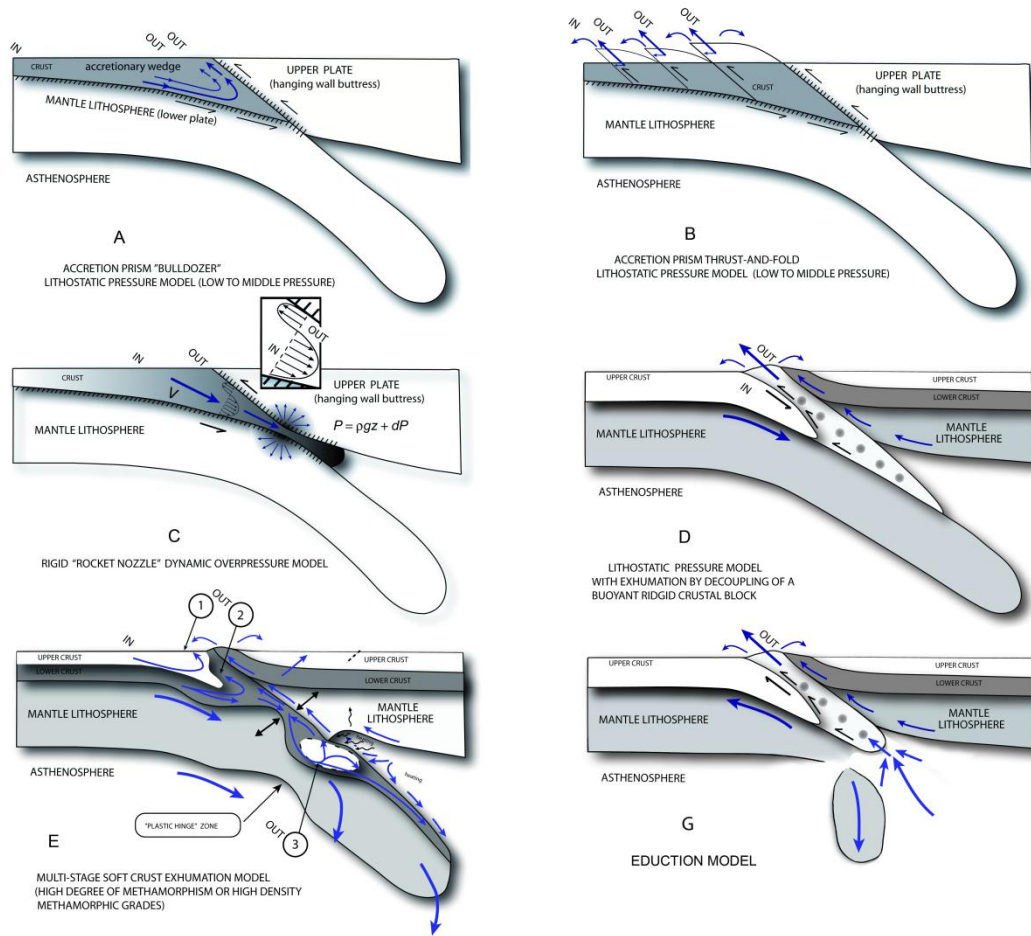 IN
OUT
OUT
CRUST
accretionary wedge
UPPER PLATE
(hanging wall buttress)
MANTLE LITHOSPHERE (lower plate)
ASTHENOSPHERE
A
ACCRETION PRISM "BULLDOZER"
LITHOSTATIC PRESSURE MODEL (LOW TO MIDDLE PRESSURE)
IN
OUT
OUT
OUT
UPPER PLATE
(hanging wall buttress)
CRUST
MANTLE LITHOSPHERE
ASTHENOSPHERE
B
ACCRETION PRISM THRUST-AND-FOLD
LITHOSTATIC PRESSURE MODEL (LOW TO MIDDLE PRESSURE)
IN
OUT
IN
OUT
CRUST
V
UPPER PLATE
(hanging wall buttress)
P = ρgz + dP
MANTLE LITHOSPHERE
ASTHENOSPHERE
C
RIGID "ROCKET NOZZLE" DYNAMIC OVERPRESSURE MODEL
OUT
IN
UPPER CRUST
UPPER CRUST
LOWER CRUST
MANTLE LITHOSPHERE
MANTLE
LITHOSPHERE
ASTHENOSPHERE
D
LITHOSTATIC PRESSURE MODEL
WITH EXHUMATION BY DECOUPLING OF A
BUOYANT RIDGID CRUSTAL BLOCK
1
OUT
2
IN
UPPER CRUST
LOWER CRUST
UPPER CRUST
LOWER CRUST
MANTLE LITHOSPHERE
MANTLE
LITHOSPHERE
heating
ASTHENOSPHERE
"PLASTIC HINGE" ZONE
OUT
3
E
MULTI-STAGE SOFT CRUST EXHUMATION MODEL
(HIGH DEGREE OF METAMORPHISM OR HIGH DENSITY
METAMORPHIC GRADES)
OUT
UPPER CRUST
UPPER CRUST
LOWER CRUST
MANTLE LITHOSPHERE
MANTLE
LITHOSPHERE
ASTHENOSPHERE
G
EDUCTION MODEL